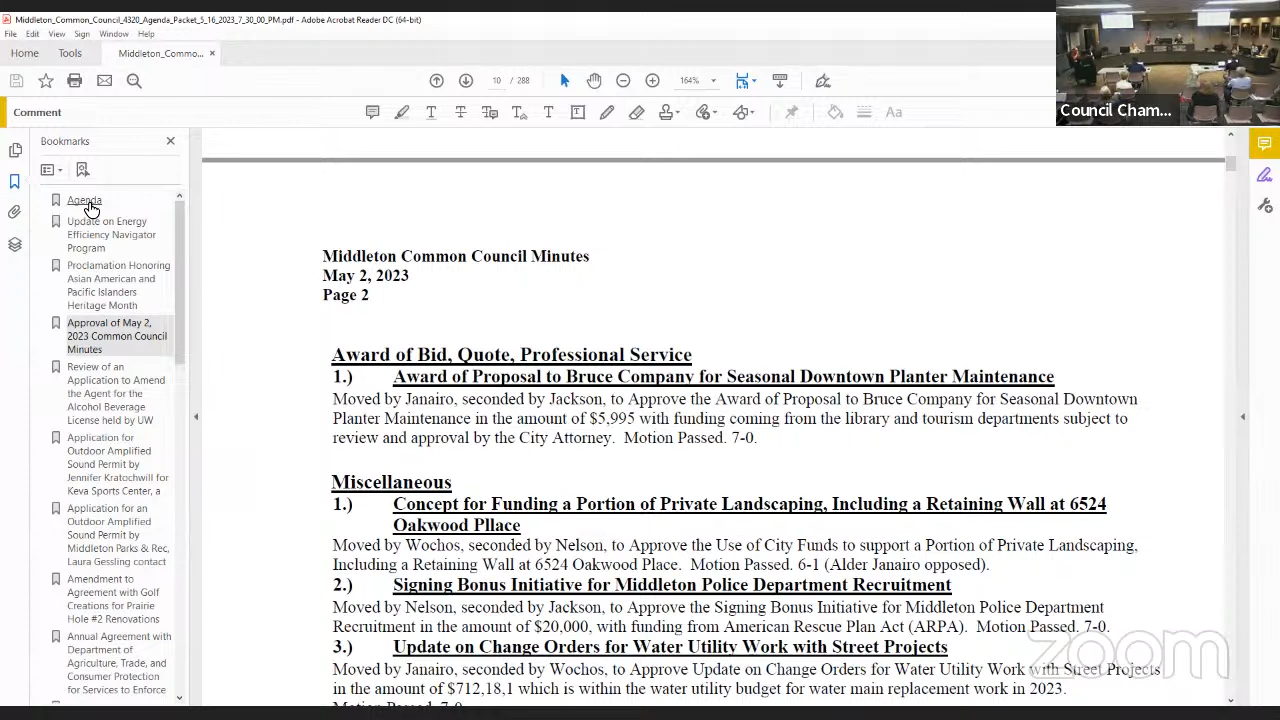 Middleton_Common_Council_4320_Agenda_Packet_5_16_2023_7_30_00_PM.pdf - Adobe Acrobat Reader DC (64-bit)
File Edit View Sign Window Help
Home Tools Middleton_Commo... ×
10 / 288 164%
Comment
Council Cham...
Bookmarks
Agenda
Update on Energy
Efficiency Navigator
Program
Proclamation Honoring
Asian American and
Pacific Islanders
Heritage Month
Approval of May 2,
2023 Common Council
Minutes
Review of an
Application to Amend
the Agent for the
Alcohol Beverage
License held by UW
Application for
Outdoor Amplified
Sound Permit by
Jennifer Kratochwill for
Keva Sports Center, a
Application for an
Outdoor Amplified
Sound Permit by
Middleton Parks & Rec,
Laura Gessling contact
Amendment to
Agreement with Golf
Creations for Prairie
Hole #2 Renovations
Annual Agreement with
Department of
Agriculture, Trade, and
Consumer Protection
for Services to Enforce
Middleton Common Council Minutes
May 2, 2023
Page 2
Award of Bid, Quote, Professional Service
1.) Award of Proposal to Bruce Company for Seasonal Downtown Planter Maintenance
Moved by Janairo, seconded by Jackson, to Approve the Award of Proposal to Bruce Company for Seasonal Downtown
Planter Maintenance in the amount of $5,995 with funding coming from the library and tourism departments subject to
review and approval by the City Attorney. Motion Passed. 7-0.
Miscellaneous
1.) Concept for Funding a Portion of Private Landscaping, Including a Retaining Wall at 6524
Oakwood Pllace
Moved by Wochos, seconded by Nelson, to Approve the Use of City Funds to support a Portion of Private Landscaping,
Including a Retaining Wall at 6524 Oakwood Place. Motion Passed. 6-1 (Alder Janairo opposed).
2.) Signing Bonus Initiative for Middleton Police Department Recruitment
Moved by Nelson, seconded by Jackson, to Approve the Signing Bonus Initiative for Middleton Police Department
Recruitment in the amount of $20,000, with funding from American Rescue Plan Act (ARPA). Motion Passed. 7-0.
3.) Update on Change Orders for Water Utility Work with Street Projects
Moved by Janairo, seconded by Wochos, to Approve Update on Change Orders for Water Utility Work with Street Projects
in the amount of $712,18,1 which is within the water utility budget for water main replacement work in 2023.
Motion Passed. 7-0
zoom